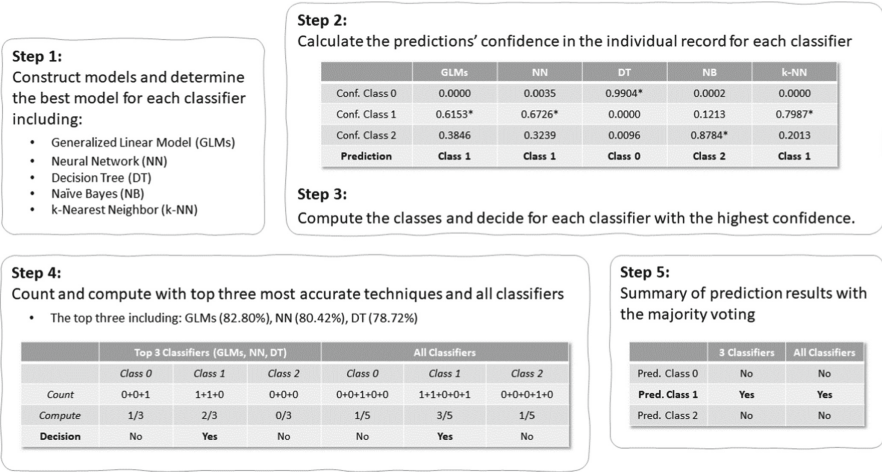 Step 1:
Construct models and determine
the best model for each classifier
including:
• Generalized Linear Model (GLMs)
• Neural Network (NN)
• Decision Tree (DT)
• Naïve Bayes (NB)
• k-Nearest Neighbor (k-NN)
Step 2:
Calculate the predictions' confidence in the individual record for each classifier
GLMs NN DT NB k-NN
Conf. Class 0 0.0000 0.0035 0.9904* 0.0002 0.0000
Conf. Class 1 0.6153* 0.6726* 0.0000 0.1213 0.7987*
Conf. Class 2 0.3846 0.3239 0.0096 0.8784* 0.2013
Prediction Class 1 Class 1 Class 0 Class 2 Class 1
Step 3:
Compute the classes and decide for each classifier with the highest confidence.
Step 4:
Count and compute with top three most accurate techniques and all classifiers
• The top three including: GLMs (82.80%), NN (80.42%), DT (78.72%)
Top 3 Classifiers (GLMs, NN, DT) All Classifiers
Class 0 Class 1 Class 2 Class 0 Class 1 Class 2
Count 0+0+1 1+1+0 0+0+0 0+0+1+0+0 1+1+0+0+1 0+0+0+1+0
Compute 1/3 2/3 0/3 1/5 3/5 1/5
Decision No Yes No No Yes No
Step 5:
Summary of prediction results with
the majority voting
3 Classifiers All Classifiers
Pred. Class 0 No No
Pred. Class 1 Yes Yes
Pred. Class 2 No No